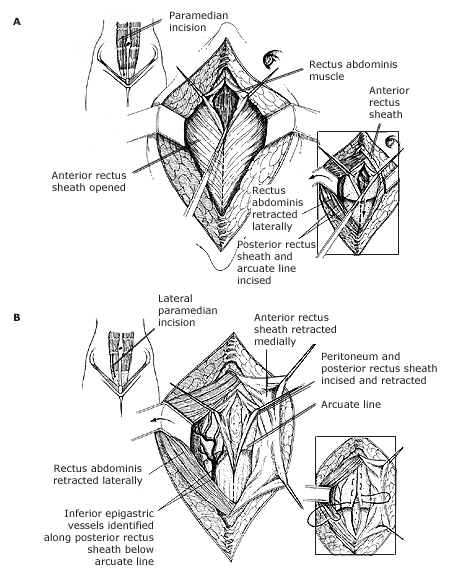 A
Paramedian
incision
Rectus abdominis
muscle
Anterior
rectus
sheath
Anterior rectus
sheath opened
Rectus
abdominis
retracted
laterally
Posterior rectus
sheath and
arcuate line
incised
B
Lateral
paramedian
incision
Anterior rectus
sheath retracted
medially
Peritoneum and
posterior rectus sheath
incised and retracted
Arcuate line
Rectus abdominis
retracted laterally
Inferior epigastric
vessels identified
along posterior rectus
sheath below
arcuate line